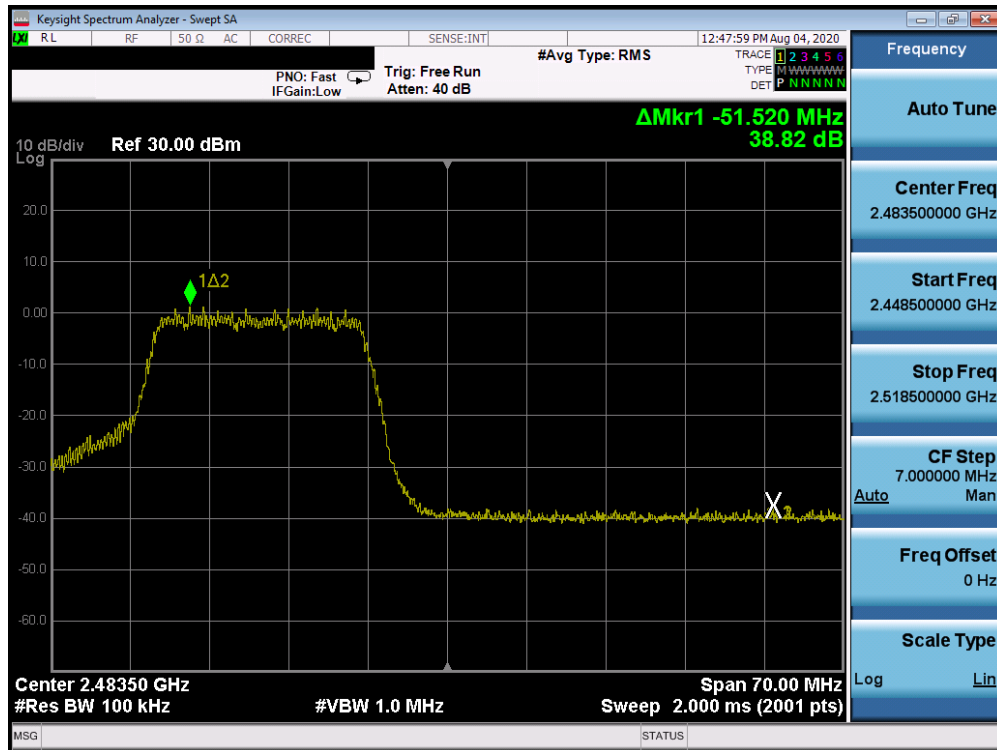 Keysight Spectrum Analyzer - Swept SA
LXI RL RF 50 Ω AC CORREC SENSE:INT 12:47:59 PM Aug 04, 2020
#Avg Type: RMS TRACE 1 2 3 4 5 6
PNO: Fast Trig: Free Run TYPE M WWWWW
IFGain:Low Atten: 40 dB DET P N N N N N
ΔMkr1 -51.520 MHz
10 dB/div Ref 30.00 dBm 38.82 dB
Log
20.0
10.0
1Δ2
0.00
-10.0
-20.0
-30.0
X2
-40.0
-50.0
-60.0
Center 2.48350 GHz Span 70.00 MHz
#Res BW 100 kHz #VBW 1.0 MHz Sweep 2.000 ms (2001 pts)
MSG STATUS
Frequency
Auto Tune
Center Freq
2.483500000 GHz
Start Freq
2.448500000 GHz
Stop Freq
2.518500000 GHz
CF Step
7.000000 MHz
Auto Man
Freq Offset
0 Hz
Scale Type
Log Lin